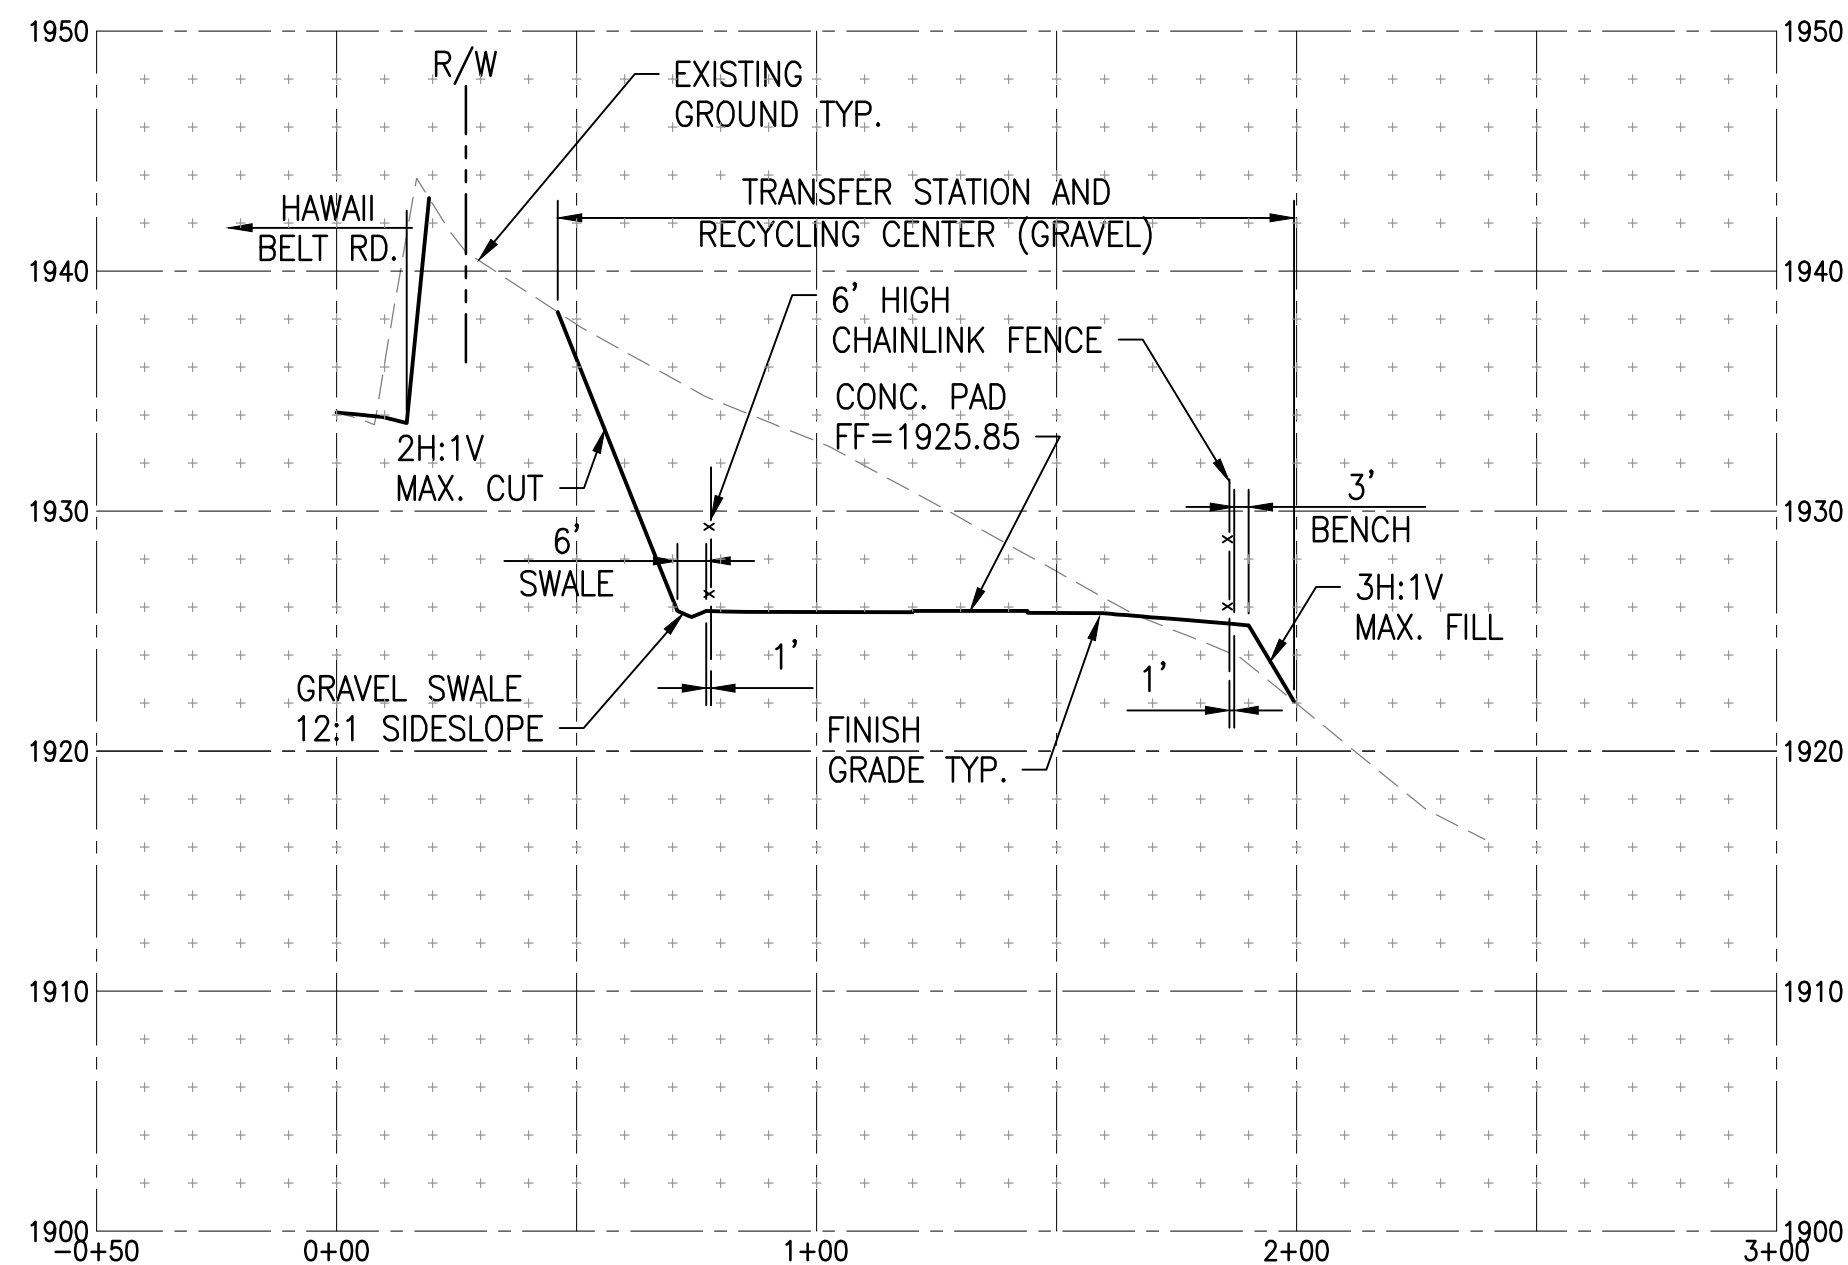 1950
1950
R/W
EXISTING
GROUND TYP.
TRANSFER STATION AND
RECYCLING CENTER (GRAVEL)
HAWAII
BELT RD.
1940
1940
6' HIGH
CHAINLINK FENCE
CONC. PAD
FF=1925.85
2H:1V
MAX. CUT
3'
BENCH
1930
1930
6'
SWALE
3H:1V
MAX. FILL
1'
1'
GRAVEL SWALE
12:1 SIDESLOPE
FINISH
GRADE TYP.
1920
1920
1910
1910
1900
1900
-0+50
0+00
1+00
2+00
3+00